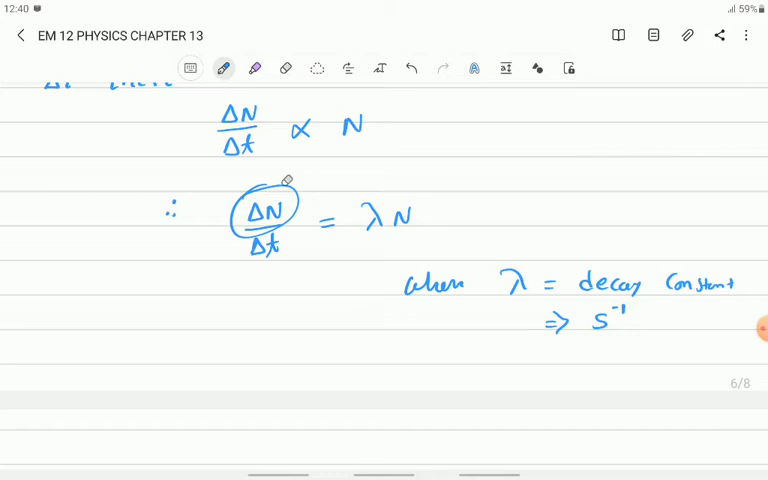 12:40 59%
EM 12 PHYSICS CHAPTER 13
ΔN/Δt ∝ N
∴ ΔN/Δt = λN
where λ = decay constant
=> S⁻¹
6/8